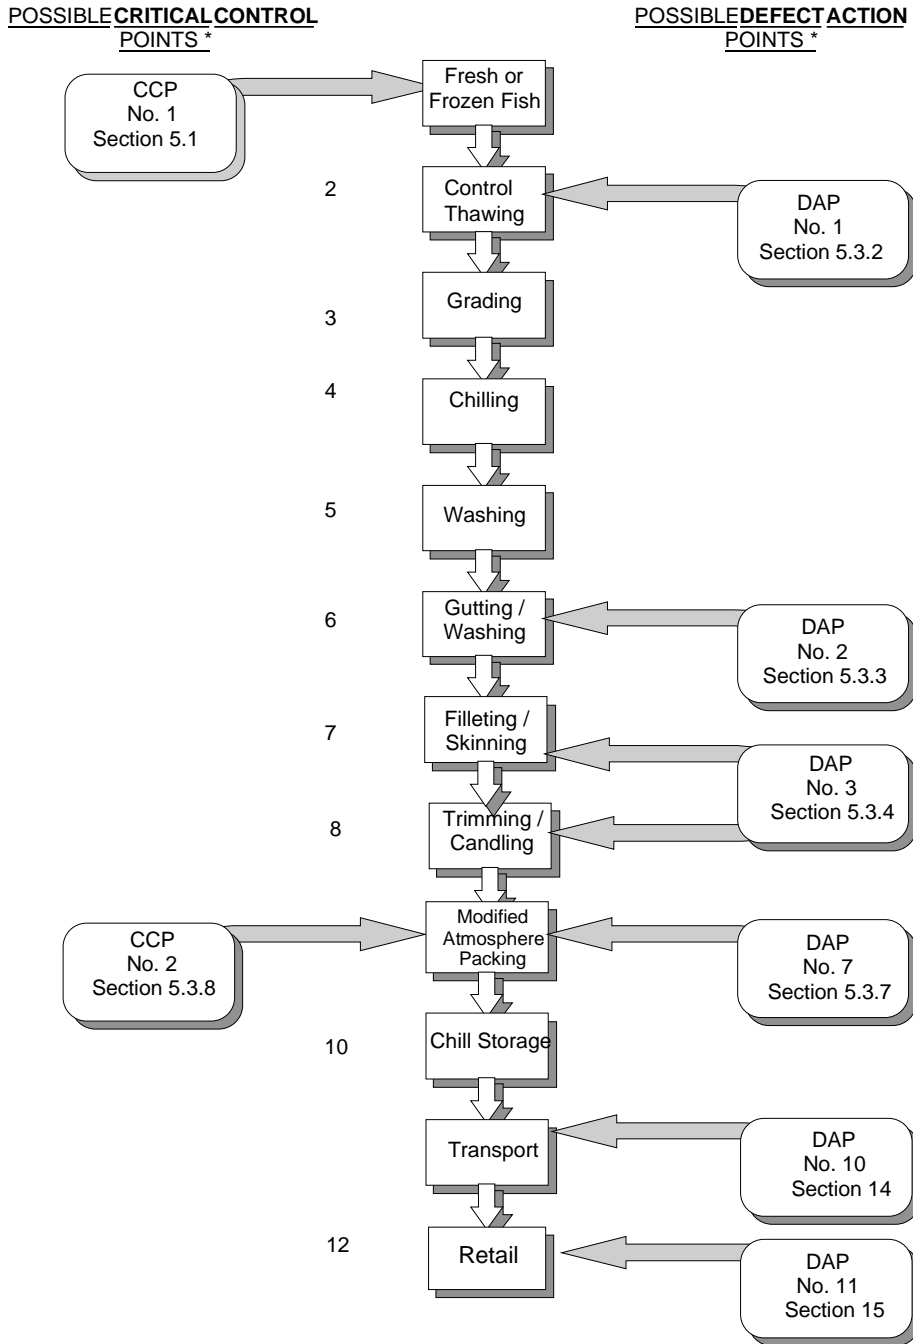 POSSIBLE CRITICAL CONTROL
POINTS *
POSSIBLE DEFECT ACTION
POINTS *
CCP
No. 1
Section 5.1
Fresh or
Frozen Fish
2
Control
Thawing
DAP
No. 1
Section 5.3.2
3
Grading
4
Chilling
5
Washing
6
Gutting /
Washing
DAP
No. 2
Section 5.3.3
7
Filleting /
Skinning
DAP
No. 3
Section 5.3.4
8
Trimming /
Candling
CCP
No. 2
Section 5.3.8
Modified
Atmosphere
Packing
DAP
No. 7
Section 5.3.7
10
Chill Storage
Transport
DAP
No. 10
Section 14
12
Retail
DAP
No. 11
Section 15